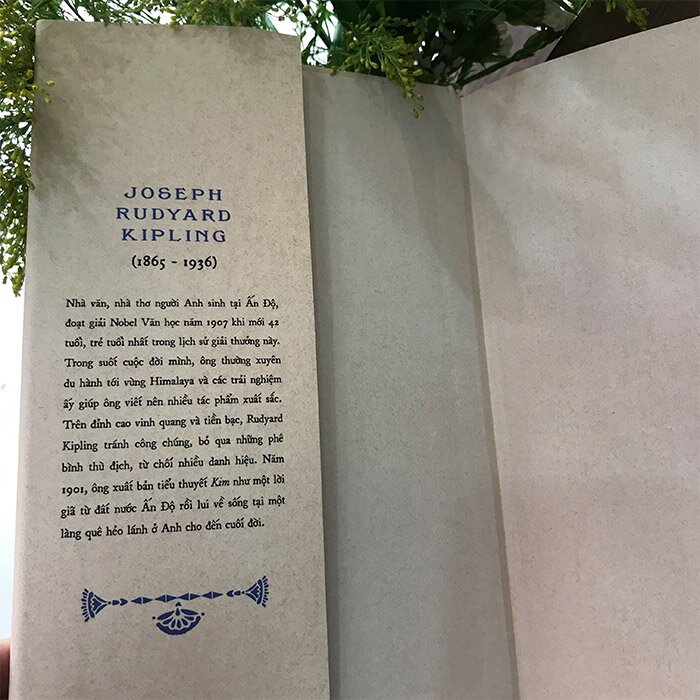 JOSEPH
RUDYARD
KIPLING
(1865 - 1936)
Nhà văn, nhà thơ người Anh sinh tại Ấn Độ,
đoạt giải Nobel Văn học năm 1907 khi mới 42
tuổi, trẻ tuổi nhất trong lịch sử giải thưởng này.
Trong suốt cuộc đời mình, ông thường xuyên
du hành tới vùng Himalaya và các trải nghiệm
ấy giúp ông viết nên nhiều tác phẩm xuất sắc.
Trên đỉnh cao vinh quang và tiền bạc, Rudyard
Kipling tránh công chúng, bỏ qua những phê
bình thù địch, từ chối nhiều danh hiệu. Năm
1901, ông xuất bản tiểu thuyết Kim như một lời
giã từ đất nước Ấn Độ rồi lui về sống tại một
làng quê hẻo lánh ở Anh cho đến cuối đời.